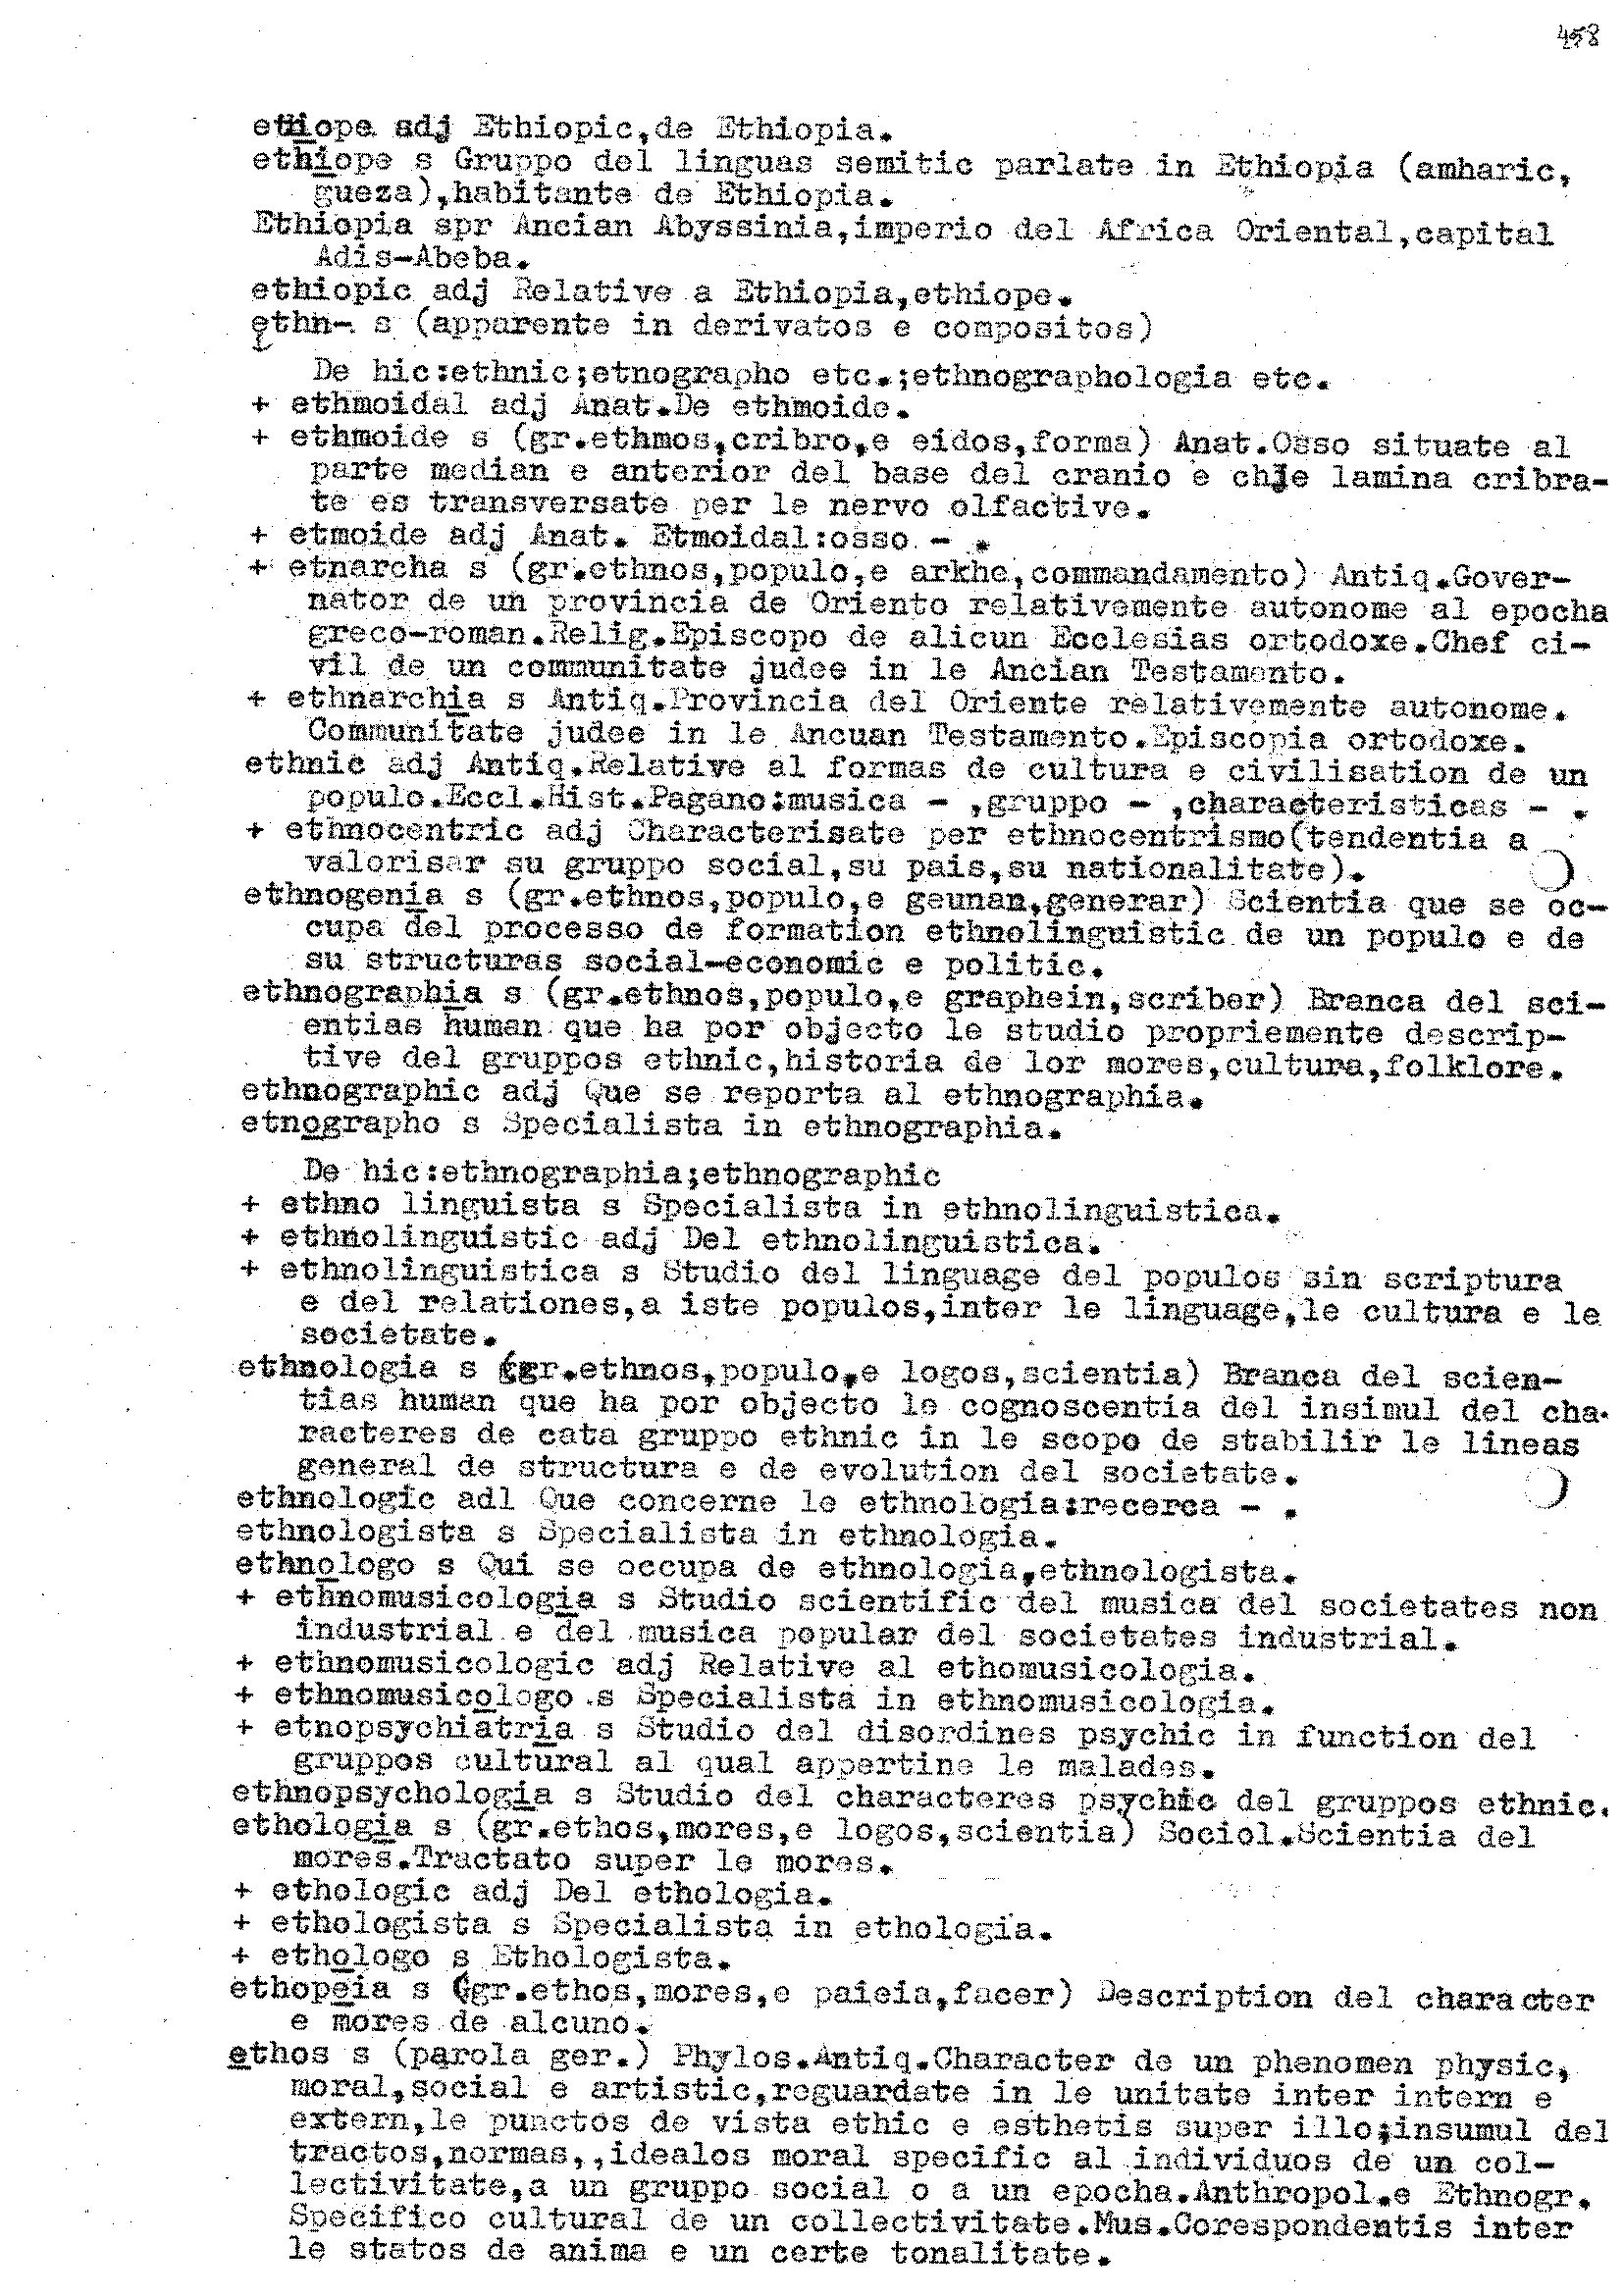 458
ethiope adj Ethiopic,de Ethiopia.
ethiope s Gruppo del linguas semitic parlate in Ethiopia (amharic,
gueza),habitante de Ethiopia.
Ethiopia spr Ancian Abyssinia,imperio del Africa Oriental,capital
Adis-Abeba.
ethiopic adj Relative a Ethiopia,ethiope.
ethn- s (apparente in derivatos e compositos)
De hic:ethnic;etnographo etc.;ethnographologia etc.
+ ethmoidal adj Anat.De ethmoide.
+ ethmoide s (gr.ethmos,cribro,e eidos,forma) Anat.Osso situate al
parte median e anterior del base del cranio e che lamina cribra-
te es transversate per le nervo olfactive.
+ etmoide adj Anat. Etmoidal:osso - .
+ etnarcha s (gr.ethnos,populo,e arkhe,commandamento) Antiq.Gover-
nator de un provincia de Oriento relativemente autonome al epocha
greco-roman.Relig.Episcopo de alicun Ecclesias ortodoxe.Chef ci-
vil de un communitate judee in le Ancian Testamento.
+ ethnarchia s Antiq.Provincia del Oriente relativemente autonome.
Communitate judee in le Ancuan Testamento.Episcopia ortodoxe.
ethnic adj Antiq.Relative al formas de cultura e civilisation de un
populo.Eccl.Hist.Pagano:musica - ,gruppo - ,characteristicas - .
+ ethnocentric adj Characterisate per ethnocentrismo(tendentia a
valorisar su gruppo social,su pais,su nationalitate).
ethnogenia s (gr.ethnos,populo,e geunan,generar) Scientia que se oc-
cupa del processo de formation ethnolinguistic de un populo e de
su structuras social-economic e politic.
ethnographia s (gr.ethnos,populo,e graphein,scriber) Branca del sci-
entias human que ha por objecto le studio propriemente descrip-
tive del gruppos ethnic,historia de lor mores,cultura,folklore.
ethnographic adj Que se reporta al ethnographia.
etnographo s Specialista in ethnographia.
De hic:ethnographia;ethnographic
+ ethno linguista s Specialista in ethnolinguistica.
+ ethnolinguistic adj Del ethnolinguistica.
+ ethnolinguistica s Studio del linguage del populos sin scriptura
e del relationes,a iste populos,inter le linguage,le cultura e le
societate.
ethnologia s (gr.ethnos,populo,e logos,scientia) Branca del scien-
tias human que ha por objecto le cognoscentia del insimul del cha-
racteres de cata gruppo ethnic in le scopo de stabilir le lineas
general de structura e de evolution del societate.
ethnologic adl Que concerne le ethnologia:recerca - .
ethnologista s Specialista in ethnologia.
ethnologo s Qui se occupa de ethnologia,ethnologista.
+ ethnomusicologia s Studio scientific del musica del societates non
industrial e del musica popular del societates industrial.
+ ethnomusicologic adj Relative al ethomusicologia.
+ ethnomusicologo s Specialista in ethnomusicologia.
+ etnopsychiatria s Studio del disordines psychic in function del
gruppos cultural al qual appertine le malades.
ethnopsychologia s Studio del characteres psychic del gruppos ethnic.
ethologia s (gr.ethos,mores,e logos,scientia) Sociol.Scientia del
mores.Tractato super le mores.
+ ethologic adj Del ethologia.
+ ethologista s Specialista in ethologia.
+ ethologo s Ethologista.
ethopeia s (gr.ethos,mores,e paieia,facer) Description del character
e mores de alcuno.
ethos s (parola ger.) Phylos.Antiq.Character de un phenomen physic,
moral,social e artistic,reguardate in le unitate inter intern e
extern,le punctos de vista ethic e esthetis super illo;insumul del
tractos,normas,,idealos moral specific al individuos de un col-
lectivitate,a un gruppo social o a un epocha.Anthropol.e Ethnogr.
Specifico cultural de un collectivitate.Mus.Corespondentis inter
le statos de anima e un certe tonalitate.